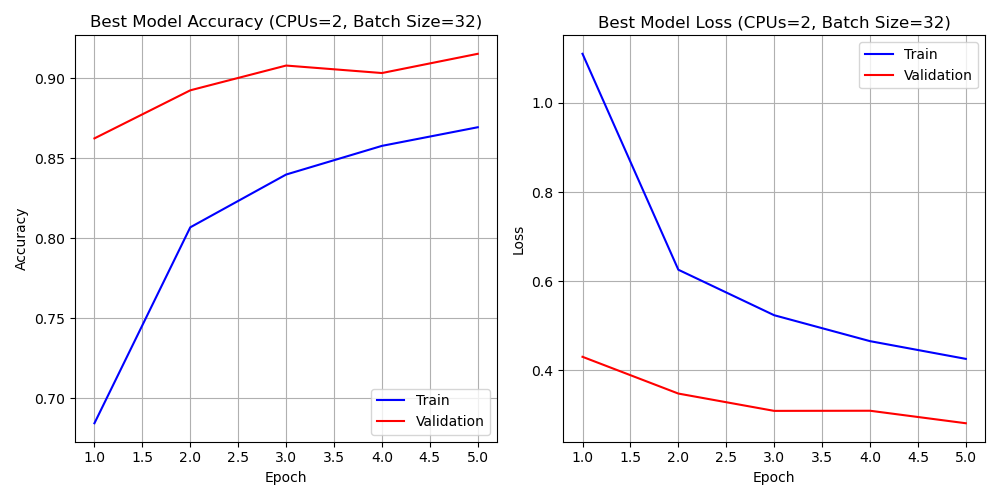 Best Model Accuracy (CPUs=2, Batch Size=32)
0.90
0.85
0.80
0.75
0.70
Accuracy
Train
Validation
1.0 1.5 2.0 2.5 3.0 3.5 4.0 4.5 5.0
Epoch
Best Model Loss (CPUs=2, Batch Size=32)
Train
Validation
1.0
0.8
0.6
0.4
Loss
1.0 1.5 2.0 2.5 3.0 3.5 4.0 4.5 5.0
Epoch